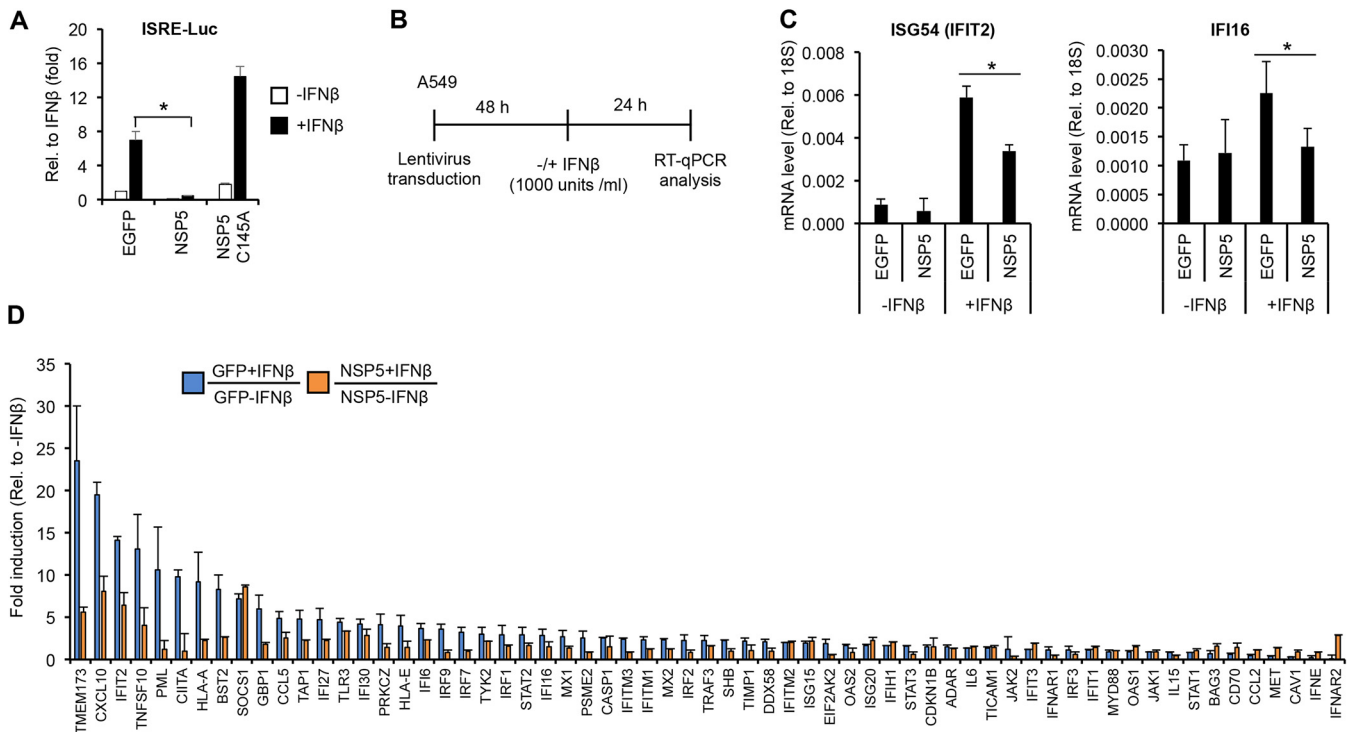 A
ISRE-Luc
Rel. to IFNβ (fold)
20
16
12
8
4
0
*
-IFNβ
+IFNβ
EGFP
NSP5
NSP5
C145A
B
A549
48 h
24 h
Lentivirus
transduction
-/+ IFNβ
(1000 units /ml)
RT-qPCR
analysis
C
ISG54 (IFIT2)
mRNA level (Rel. to 18S)
0.008
0.006
0.004
0.002
0.000
*
EGFP
NSP5
EGFP
NSP5
-IFNβ
+IFNβ
IFI16
mRNA level (Rel. to 18S)
0.0030
0.0025
0.0020
0.0015
0.0010
0.0005
0.0000
*
EGFP
NSP5
EGFP
NSP5
-IFNβ
+IFNβ
D
Fold induction (Rel. to -IFNβ)
35
30
25
20
15
10
5
0
GFP+IFNβ
GFP-IFNβ
NSP5+IFNβ
NSP5-IFNβ
TMEM173
CXCL10
IFIT2
TNFSF10
PML
CIITA
HLA-A
BST2
SOCS1
GBP1
CCL5
TAP1
IFI27
TLR3
IFI30
PRKCZ
HLA-E
IFI6
IRF9
IRF7
TYK2
IRF1
STAT2
IFI16
MX1
PSME2
CASP1
IFITM3
IFITM1
MX2
IRF2
TRAF3
SHB
TIMP1
DDX58
IFITM2
ISG15
EIF2AK2
OAS2
ISG20
IFIH1
STAT3
CDKN1B
ADAR
IL6
TICAM1
JAK2
IFIT3
IFNAR1
IRF3
IFIT1
MYD88
OAS1
JAK1
IL15
STAT1
BAG3
CD70
CCL2
MET
CAV1
IFNE
IFNAR2